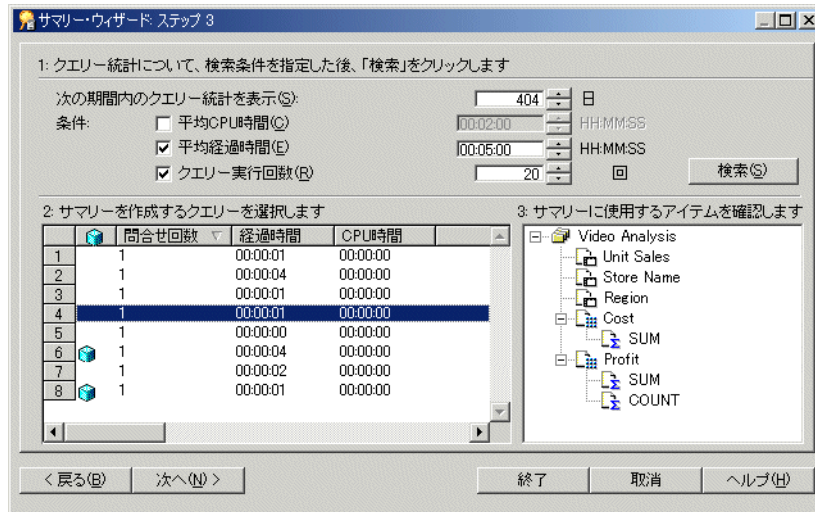 サマリー・ウィザード: ステップ 3
1: クエリー統計について、検索条件を指定した後、「検索」をクリックします
次の期間内のクエリー統計を表示(S): 404 日
条件: 平均CPU時間(C) 00:02:00 HH:MM:SS
平均経過時間(E) 00:05:00 HH:MM:SS
クエリー実行回数(R) 20 回 検索(S)
2: サマリーを作成するクエリーを選択します
問合せ回数 経過時間 CPU時間
1 1 00:00:01 00:00:00
2 1 00:00:04 00:00:00
3 1 00:00:01 00:00:00
4 1 00:00:01 00:00:00
5 1 00:00:00 00:00:00
6 1 00:00:04 00:00:00
7 1 00:00:02 00:00:00
8 1 00:00:01 00:00:00
3: サマリーに使用するアイテムを確認します
Video Analysis
Unit Sales
Store Name
Region
Cost
SUM
Profit
SUM
COUNT
< 戻る(B) 次へ(N) > 終了 取消 ヘルプ(H)